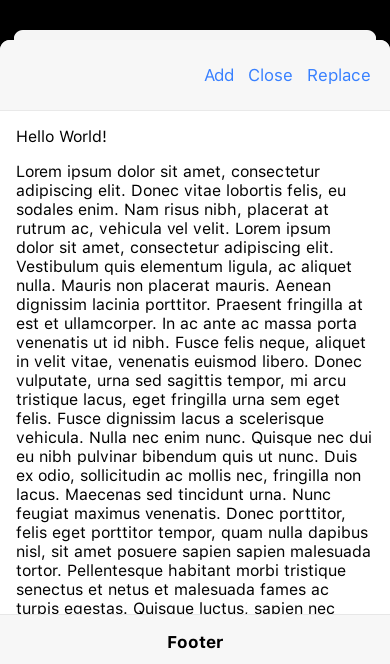 Add Close Replace
Hello World!
Lorem ipsum dolor sit amet, consectetur
adipiscing elit. Donec vitae lobortis felis, eu
sodales enim. Nam risus nibh, placerat at
rutrum ac, vehicula vel velit. Lorem ipsum
dolor sit amet, consectetur adipiscing elit.
Vestibulum quis elementum ligula, ac aliquet
nulla. Mauris non placerat mauris. Aenean
dignissim lacinia porttitor. Praesent fringilla at
est et ullamcorper. In ac ante ac massa porta
venenatis ut id nibh. Fusce felis neque, aliquet
in velit vitae, venenatis euismod libero. Donec
vulputate, urna sed sagittis tempor, mi arcu
tristique lacus, eget fringilla urna sem eget
felis. Fusce dignissim lacus a scelerisque
vehicula. Nulla nec enim nunc. Quisque nec dui
eu nibh pulvinar bibendum quis ut nunc. Duis
ex odio, sollicitudin ac mollis nec, fringilla non
lacus. Maecenas sed tincidunt urna. Nunc
feugiat maximus venenatis. Donec porttitor,
felis eget porttitor tempor, quam nulla dapibus
nisl, sit amet posuere sapien sapien malesuada
tortor. Pellentesque habitant morbi tristique
senectus et netus et malesuada fames ac
turpis egestas. Quisque luctus, sapien nec
Footer